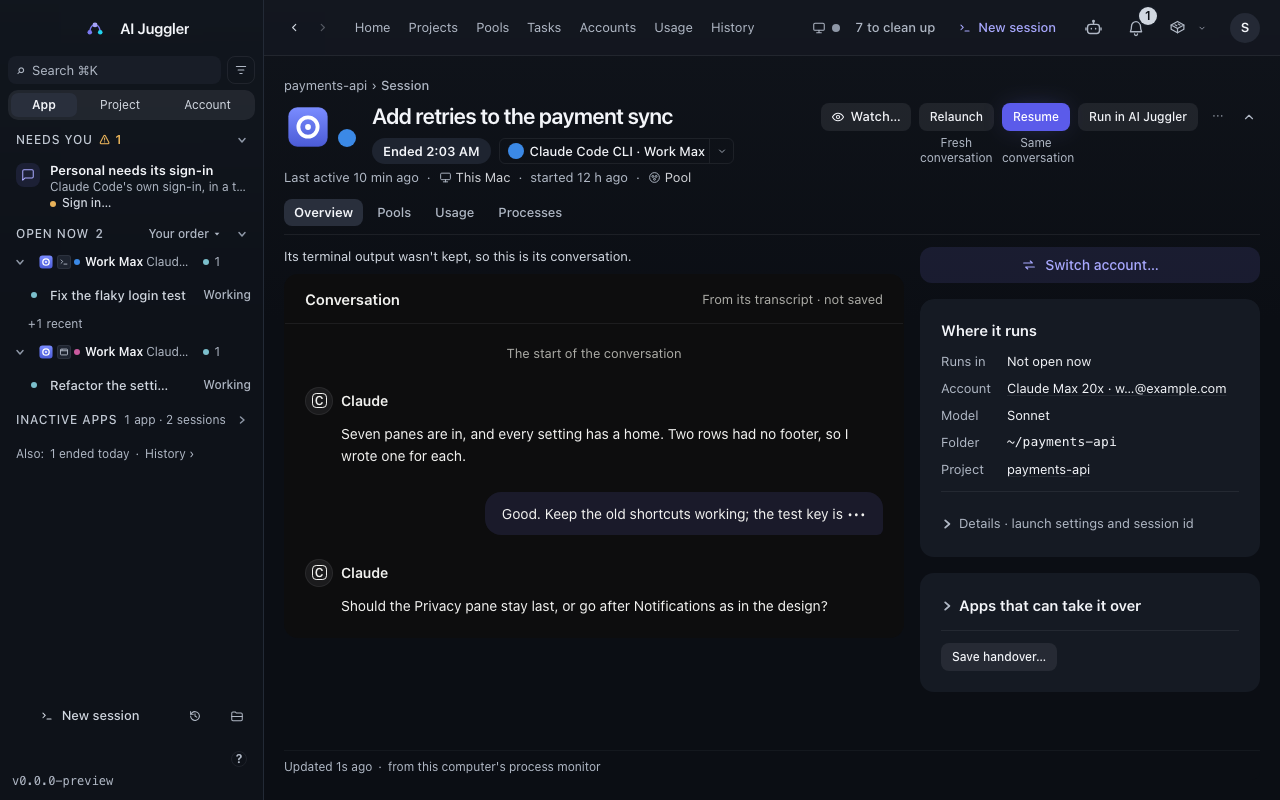 AI Juggler
Search ⌘K
App Project Account
NEEDS YOU 1
Personal needs its sign-in
Claude Code's own sign-in, in a t...
Sign in...
OPEN NOW 2 Your order
Work Max Claud... 1
Fix the flaky login test Working
+1 recent
Work Max Claud... 1
Refactor the setti... Working
INACTIVE APPS 1 app · 2 sessions
Also: 1 ended today · History ›
New session
?
v0.0.0-preview
Home Projects Pools Tasks Accounts Usage History
7 to clean up
New session
1
S
payments-api › Session
Add retries to the payment sync
Ended 2:03 AM
Claude Code CLI · Work Max
Last active 10 min ago · This Mac · started 12 h ago · Pool
Watch... Relaunch Resume Run in AI Juggler ...
Fresh conversation
Same conversation
Overview Pools Usage Processes
Its terminal output wasn't kept, so this is its conversation.
Conversation From its transcript · not saved
The start of the conversation
C Claude
Seven panes are in, and every setting has a home. Two rows had no footer, so I
wrote one for each.
Good. Keep the old shortcuts working; the test key is •••
C Claude
Should the Privacy pane stay last, or go after Notifications as in the design?
Switch account...
Where it runs
Runs in Not open now
Account Claude Max 20x · w...@example.com
Model Sonnet
Folder ~/payments-api
Project payments-api
Details · launch settings and session id
Apps that can take it over
Save handover...
Updated 1s ago · from this computer's process monitor